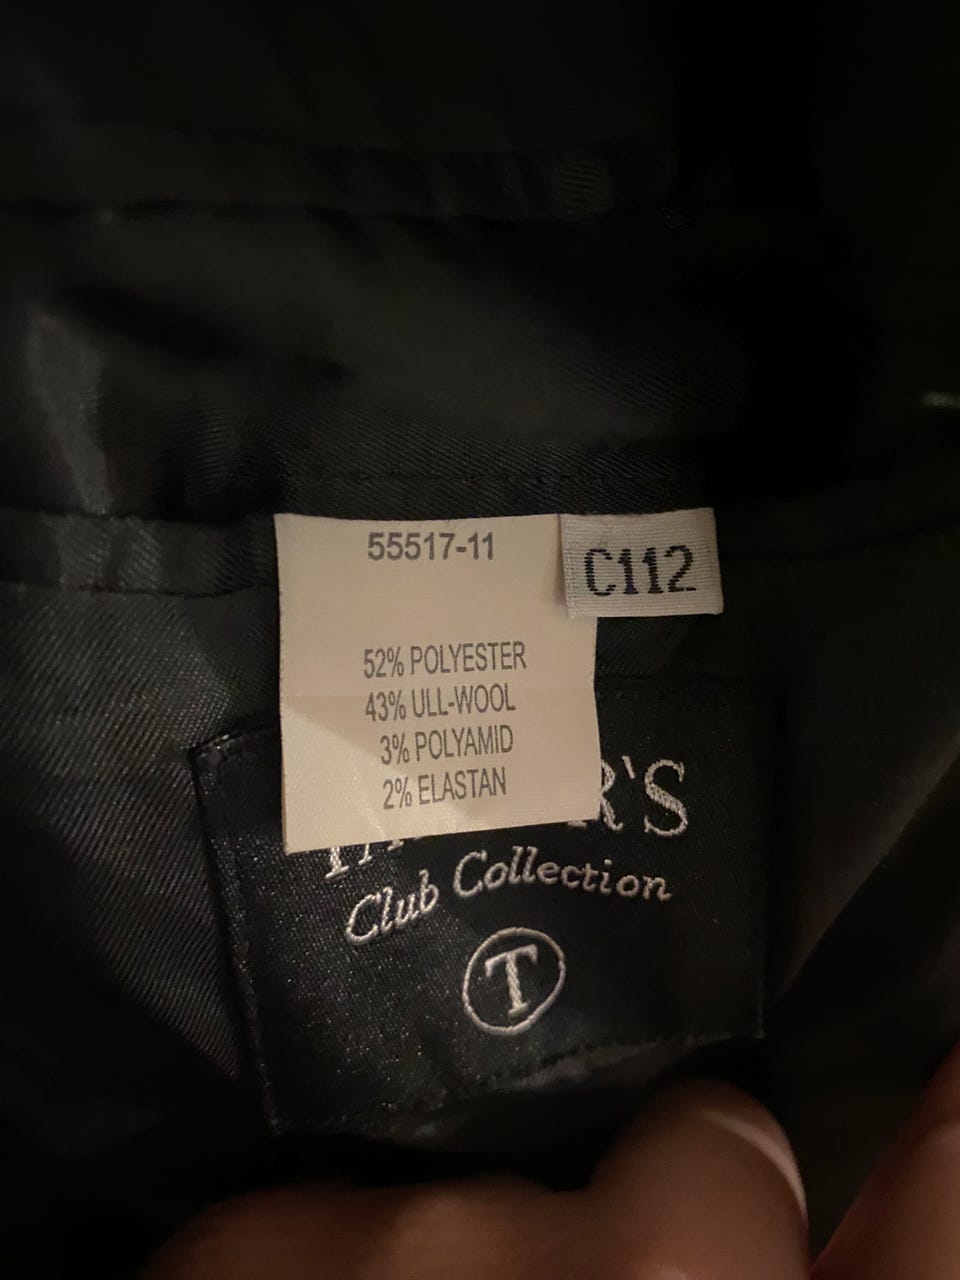 55517-11
C112
52% POLYESTER
43% ULL-WOOL
3% POLYAMID
2% ELASTAN
Club Collection
T